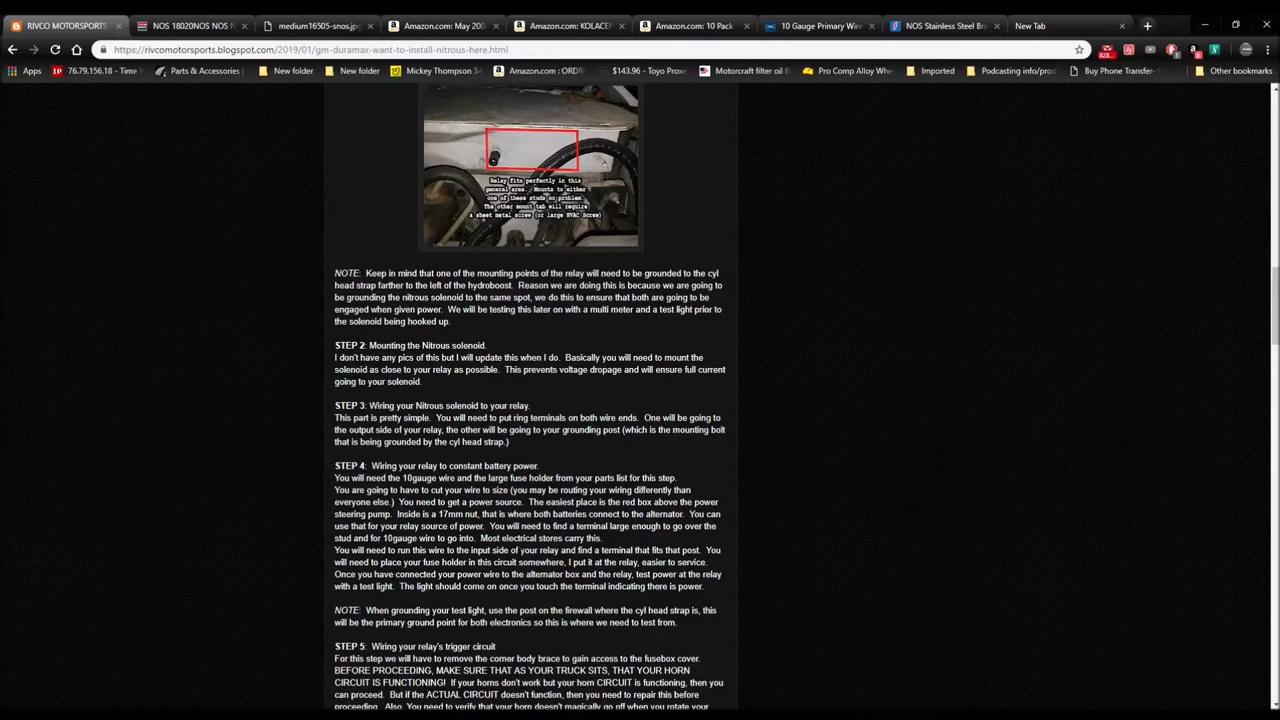 RIVCO MOTORSPORTS
NOS 18020NOS NOS N
medium16505-snos.jp
Amazon.com: May 200
Amazon.com: KOLACE
Amazon.com: 10 Pack
10 Gauge Primary Wir
NOS Stainless Steel Bra
New Tab
https://rivcomotorsports.blogspot.com/2019/01/gm-duramax-want-to-install-nitrous-here.html
Apps
76.79.156.18 - Time
Parts & Accessories
New folder
New folder
Mickey Thompson 3
Amazon.com : ORD
$143.96 - Toyo Proxe
Motorcraft filter oil f
Pro Comp Alloy Whe
Imported
Podcasting info/pro
Buy Phone Transfer-
Other bookmarks
Relay fits perfectly in this
general area. Mounts to either
one of these studs no problem.
The other mount tab will require
a sheet metal screw (or large HVAC Screw)
NOTE: Keep in mind that one of the mounting points of the relay will need to be grounded to the cyl
head strap farther to the left of the hydroboost. Reason we are doing this is because we are going to
be grounding the nitrous solenoid to the same spot, we do this to ensure that both are going to be
engaged when given power. We will be testing this later on with a multi meter and a test light prior to
the solenoid being hooked up.
STEP 2: Mounting the Nitrous solenoid.
I don't have any pics of this but I will update this when I do. Basically you will need to mount the
solenoid as close to your relay as possible. This prevents voltage dropage and will ensure full current
going to your solenoid.
STEP 3: Wiring your Nitrous solenoid to your relay.
This part is pretty simple. You will need to put ring terminals on both wire ends. One will be going to
the output side of your relay, the other will be going to your grounding post (which is the mounting bolt
that is being grounded by the cyl head strap.)
STEP 4: Wiring your relay to constant battery power.
You will need the 10gauge wire and the large fuse holder from your parts list for this step.
You are going to have to cut your wire to size (you may be routing your wiring differently than
everyone else.) You need to get a power source. The easiest place is the red box above the power
steering pump. Inside is a 17mm nut, that is where both batteries connect to the alternator. You can
use that for your relay source of power. You will need to find a terminal large enough to go over the
stud and for 10gauge wire to go into. Most electrical stores carry this.
You will need to run this wire to the input side of your relay and find a terminal that fits that post. You
will need to place your fuse holder in this circuit somewhere, I put it at the relay, easier to service.
Once you have connected your power wire to the alternator box and the relay, test power at the relay
with a test light. The light should come on once you touch the terminal indicating there is power.
NOTE: When grounding your test light, use the post on the firewall where the cyl head strap is, this
will be the primary ground point for both electronics so this is where we need to test from.
STEP 5: Wiring your relay's trigger circuit
For this step we will have to remove the corner body brace to gain access to the fusebox cover.
BEFORE PROCEEDING, MAKE SURE THAT AS YOUR TRUCK SITS, THAT YOUR HORN
CIRCUIT IS FUNCTIONING! If your horns don't work but your horn CIRCUIT is functioning, then you
can proceed. But if the ACTUAL CIRCUIT doesn't function, then you need to repair this before
proceeding. Also, You need to verify that your horn doesn't magically go off when you rotate your